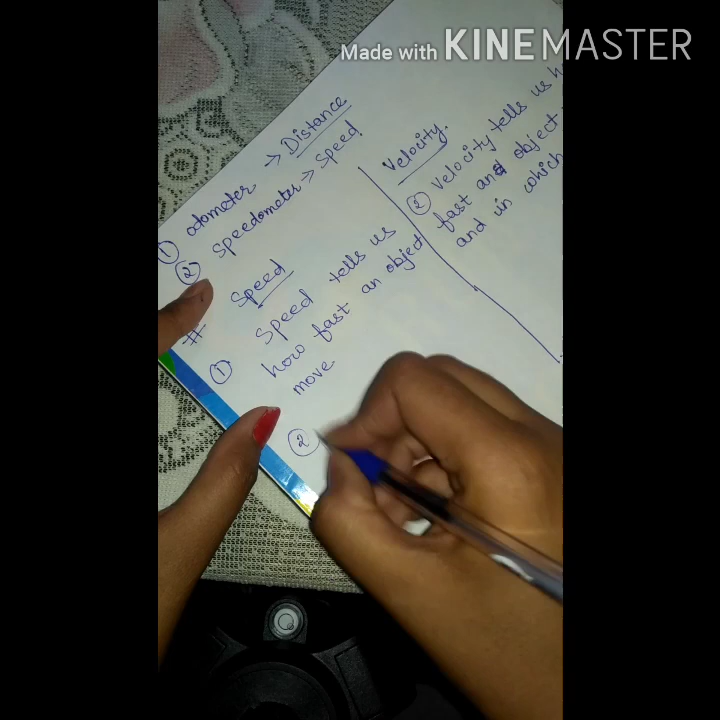 Made with KINEMASTER
① odometer > Distance
② Speedometer > Speed
# Speed
① Speed tells us
how fast an object
move
②
Velocity.
② Velocity tells us
fast and object
and in which